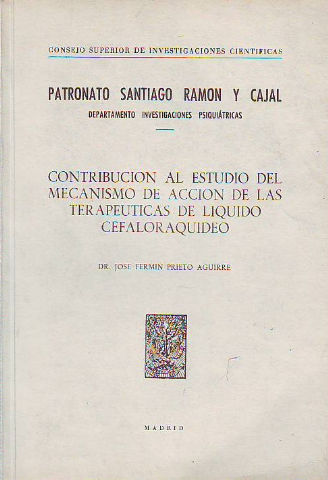 CONSEJO SUPERIOR DE INVESTIGACIONES CIENTIFICAS
PATRONATO SANTIAGO RAMON Y CAJAL
DEPARTAMENTO INVESTIGACIONES PSIQUIÁTRICAS
CONTRIBUCION AL ESTUDIO DEL
MECANISMO DE ACCION DE LAS
TERAPEUTICAS DE LIQUIDO
CEFALORAQUIDEO
DR. JOSE FERMIN PRIETO AGUIRRE
MADRID